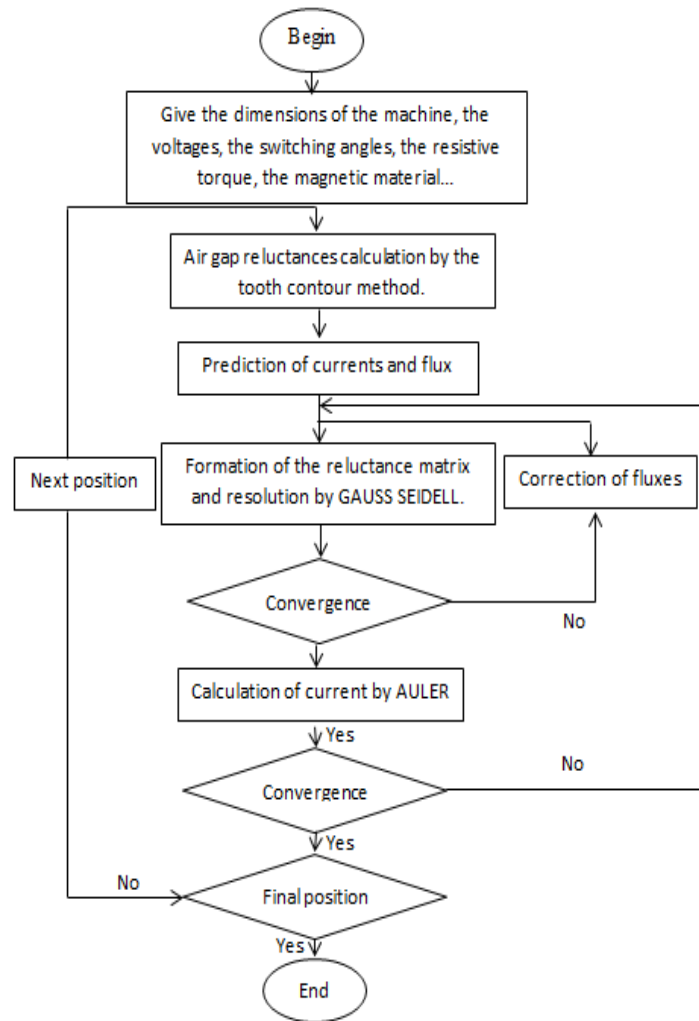 Begin
Give the dimensions of the machine, the
voltages, the switching angles, the resistive
torque, the magnetic material...
Air gap reluctances calculation by the
tooth contour method.
Prediction of currents and flux
Next position
Formation of the reluctance matrix
and resolution by GAUSS SEIDELL.
Correction of fluxes
Convergence
No
Calculation of current by AULER
Yes
Convergence
No
Yes
Final position
No
Yes
End